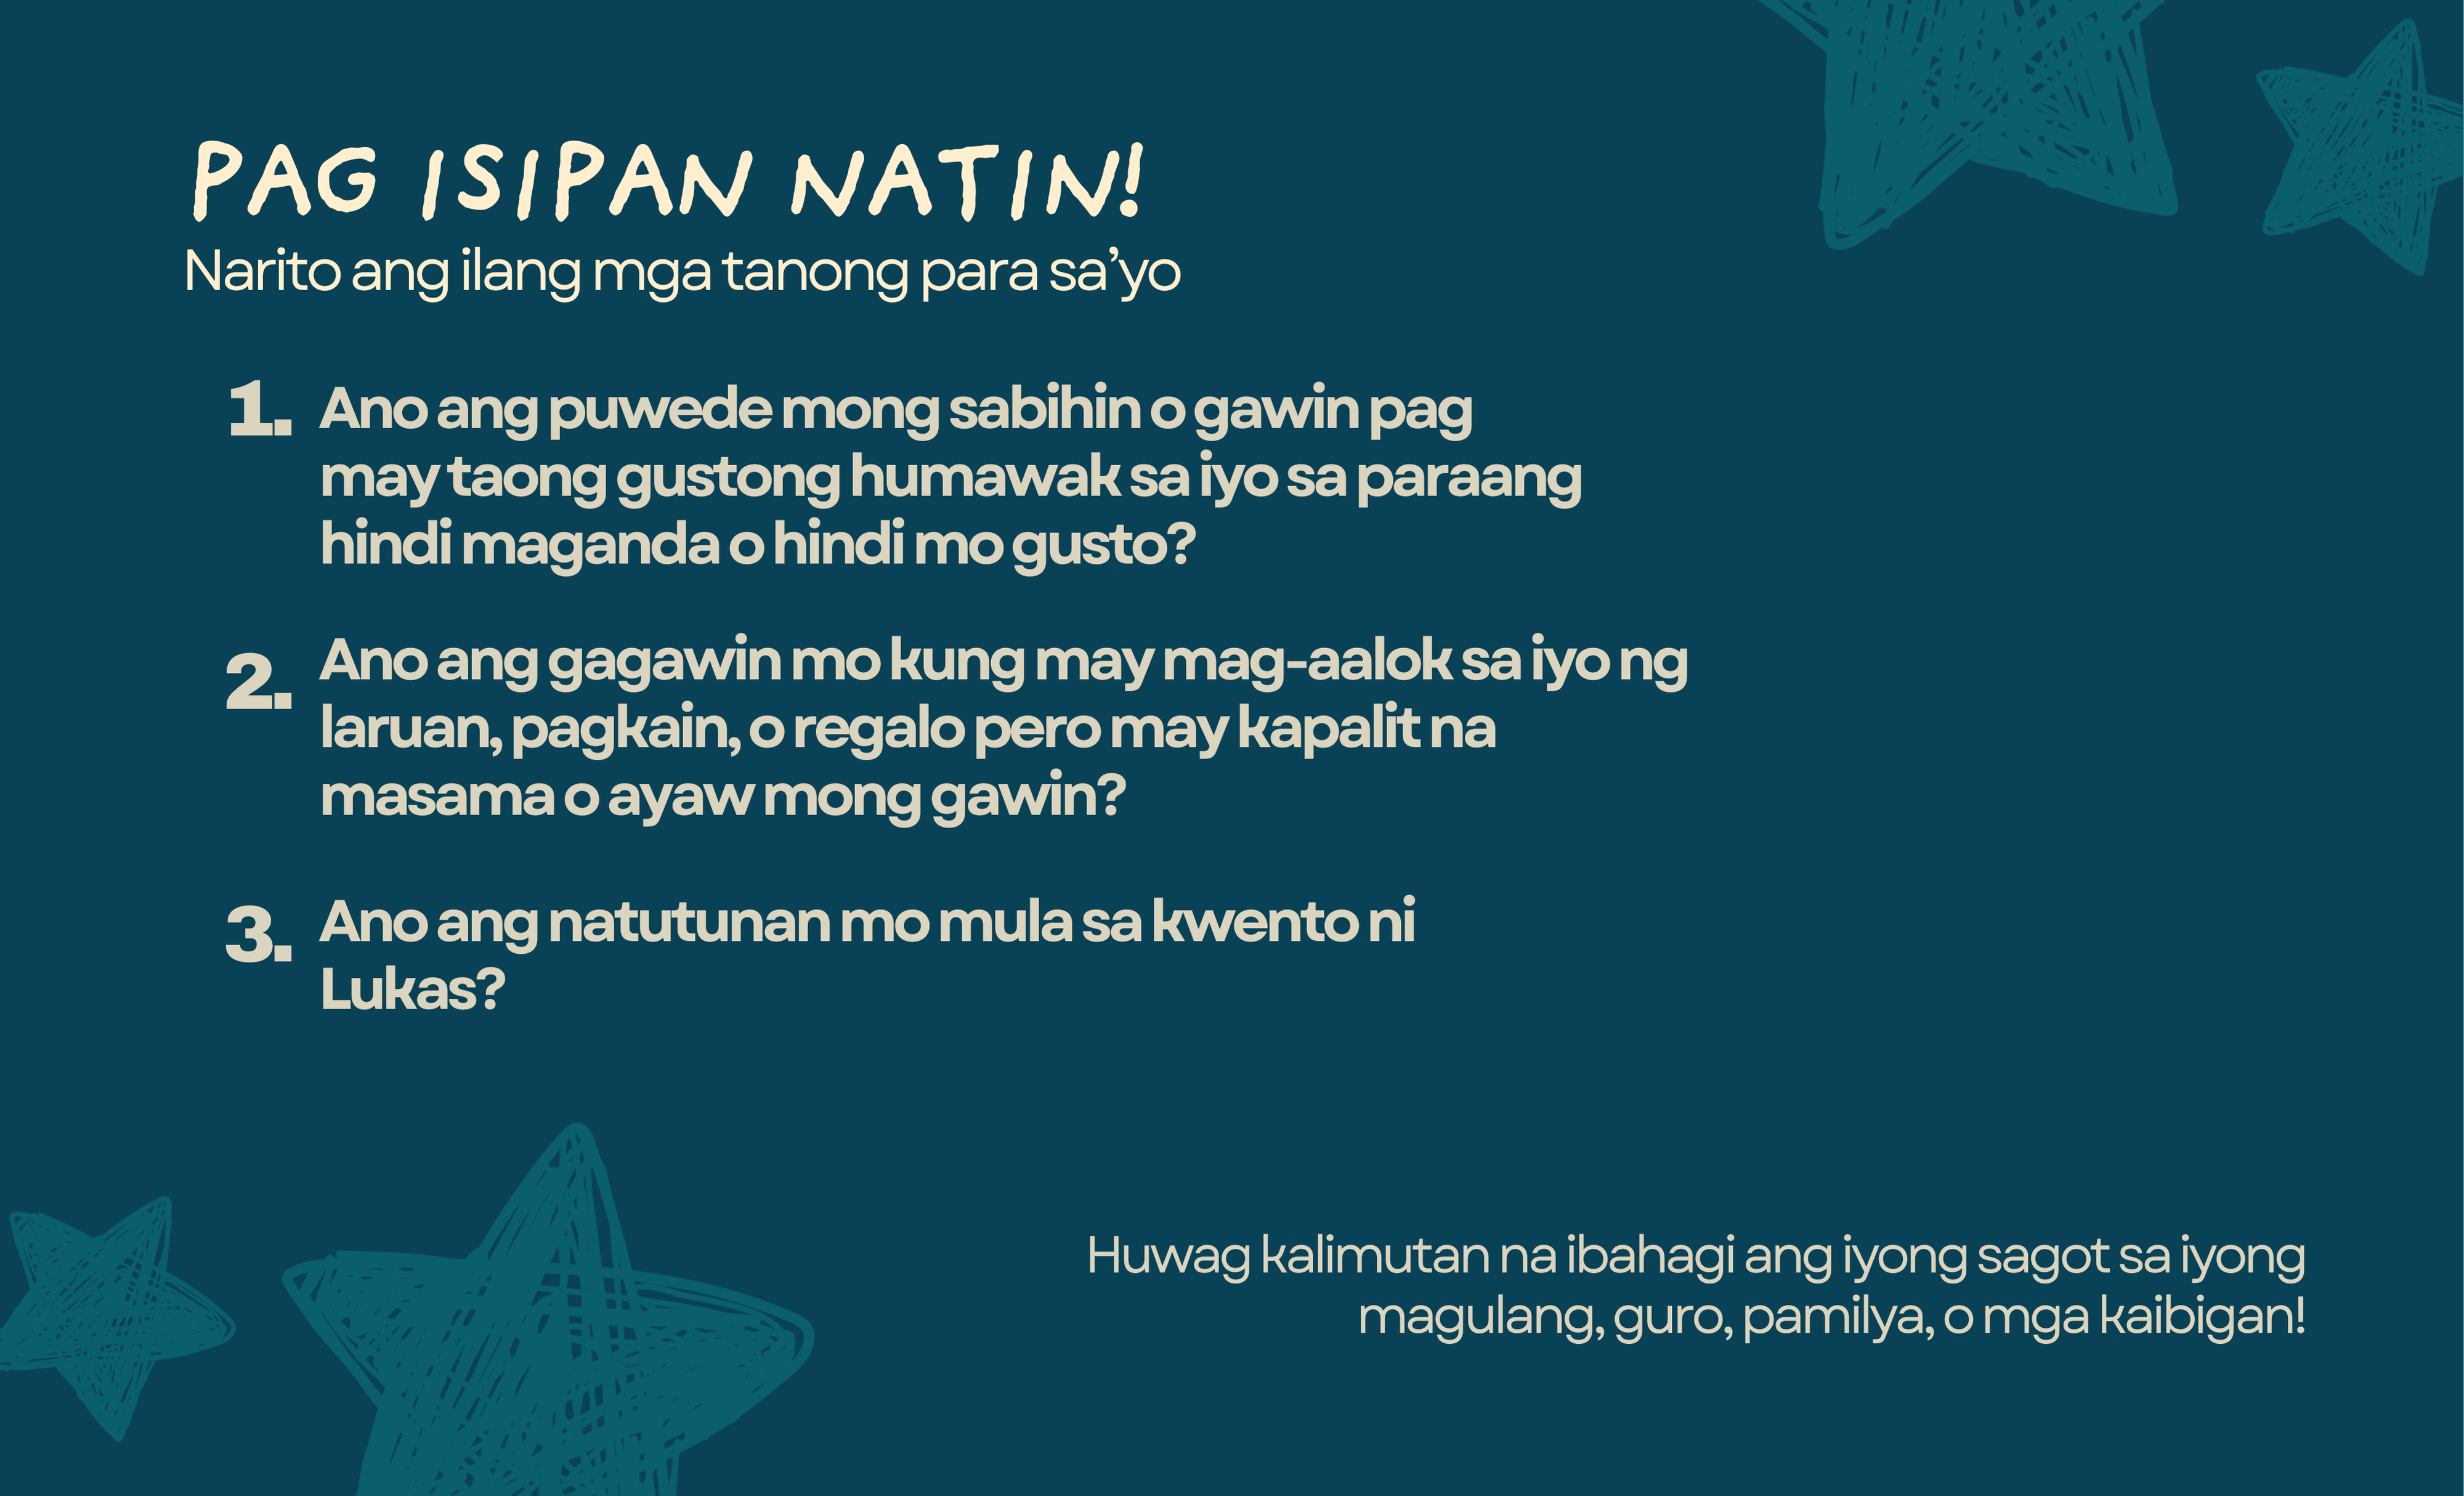 PAG ISIPAN NATIN!
Narito ang ilang mga tanong para sa’yo
1. Ano ang puwede mong sabihin o gawin pag
may taong gustong humawak sa iyo sa paraang
hindi maganda o hindi mo gusto?
2. Ano ang gagawin mo kung may mag-aalok sa iyo ng
laruan, pagkain, o regalo pero may kapalit na
masama o ayaw mong gawin?
3. Ano ang natutunan mo mula sa kwento ni
Lukas?
Huwag kalimutan na ibahagi ang iyong sagot sa iyong
magulang, guro, pamilya, o mga kaibigan!